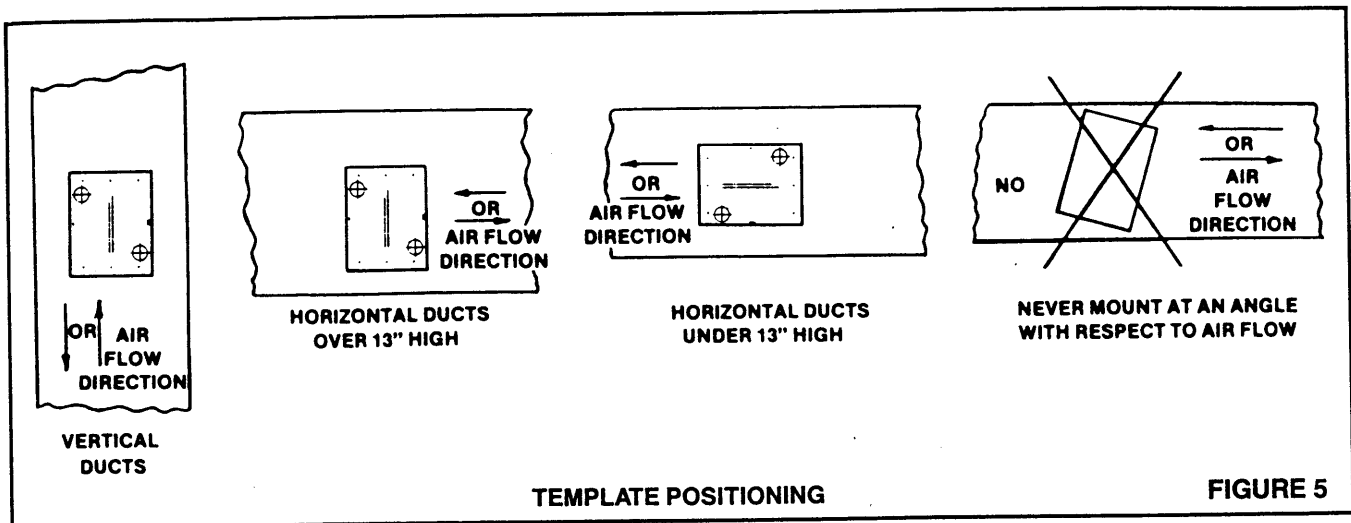 OR
AIR
FLOW
DIRECTION
VERTICAL
DUCTS
OR
AIR FLOW
DIRECTION
HORIZONTAL DUCTS
OVER 13" HIGH
OR
AIR FLOW
DIRECTION
HORIZONTAL DUCTS
UNDER 13" HIGH
NO
OR
AIR
FLOW
DIRECTION
NEVER MOUNT AT AN ANGLE
WITH RESPECT TO AIR FLOW
TEMPLATE POSITIONING
FIGURE 5